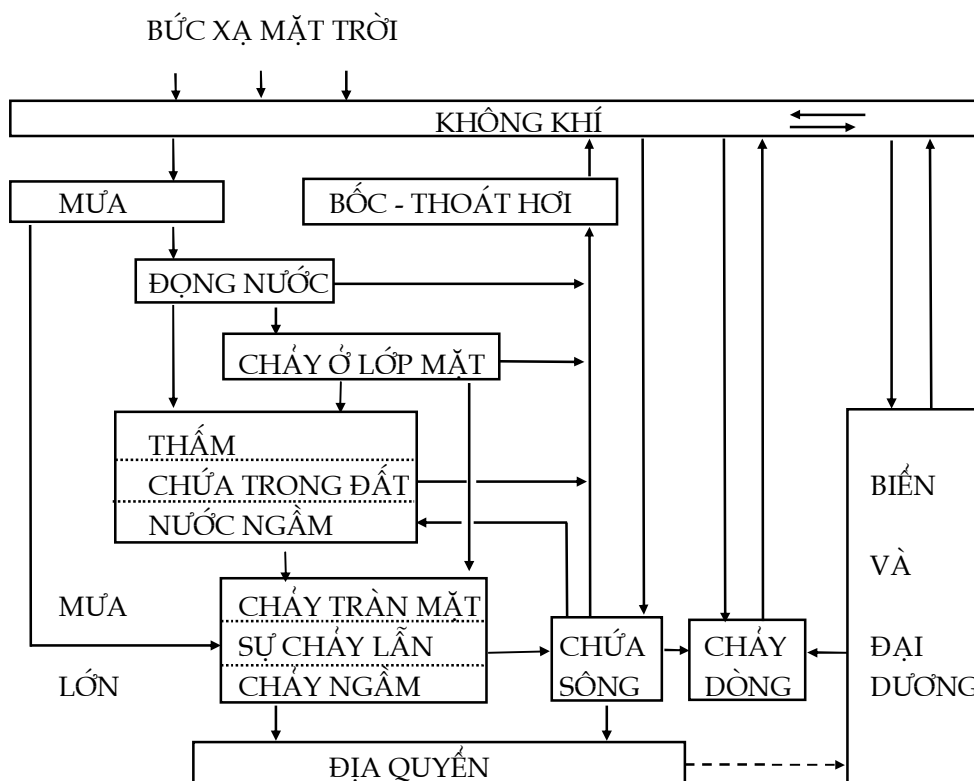 BỨC XẠ MẶT TRỜI
KHÔNG KHÍ
MƯA
BỐC - THOÁT HƠI
ĐỌNG NƯỚC
CHẢY Ở LỚP MẶT
THẤM
CHỨA TRONG ĐẤT
NƯỚC NGẦM
BIỂN
VÀ
ĐẠI
DƯƠNG
MƯA
LỚN
CHẢY TRÀN MẶT
SỰ CHẢY LẪN
CHẢY NGẦM
CHỨA
SÔNG
CHẢY
DÒNG
ĐỊA QUYỂN